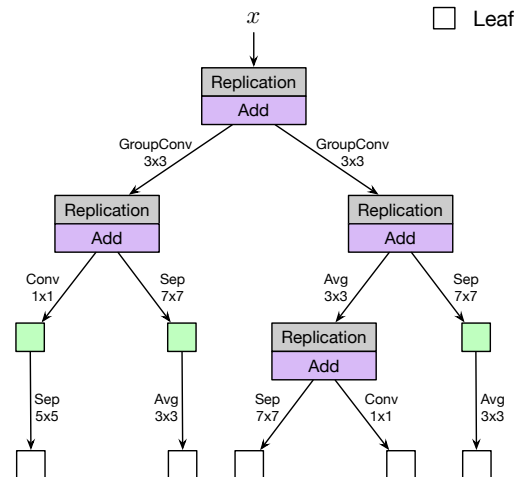 x
Leaf
Replication
Add
GroupConv
3x3
GroupConv
3x3
Replication
Add
Replication
Add
Conv
1x1
Sep
7x7
Avg
3x3
Sep
7x7
Replication
Add
Sep
5x5
Avg
3x3
Sep
7x7
Conv
1x1
Avg
3x3